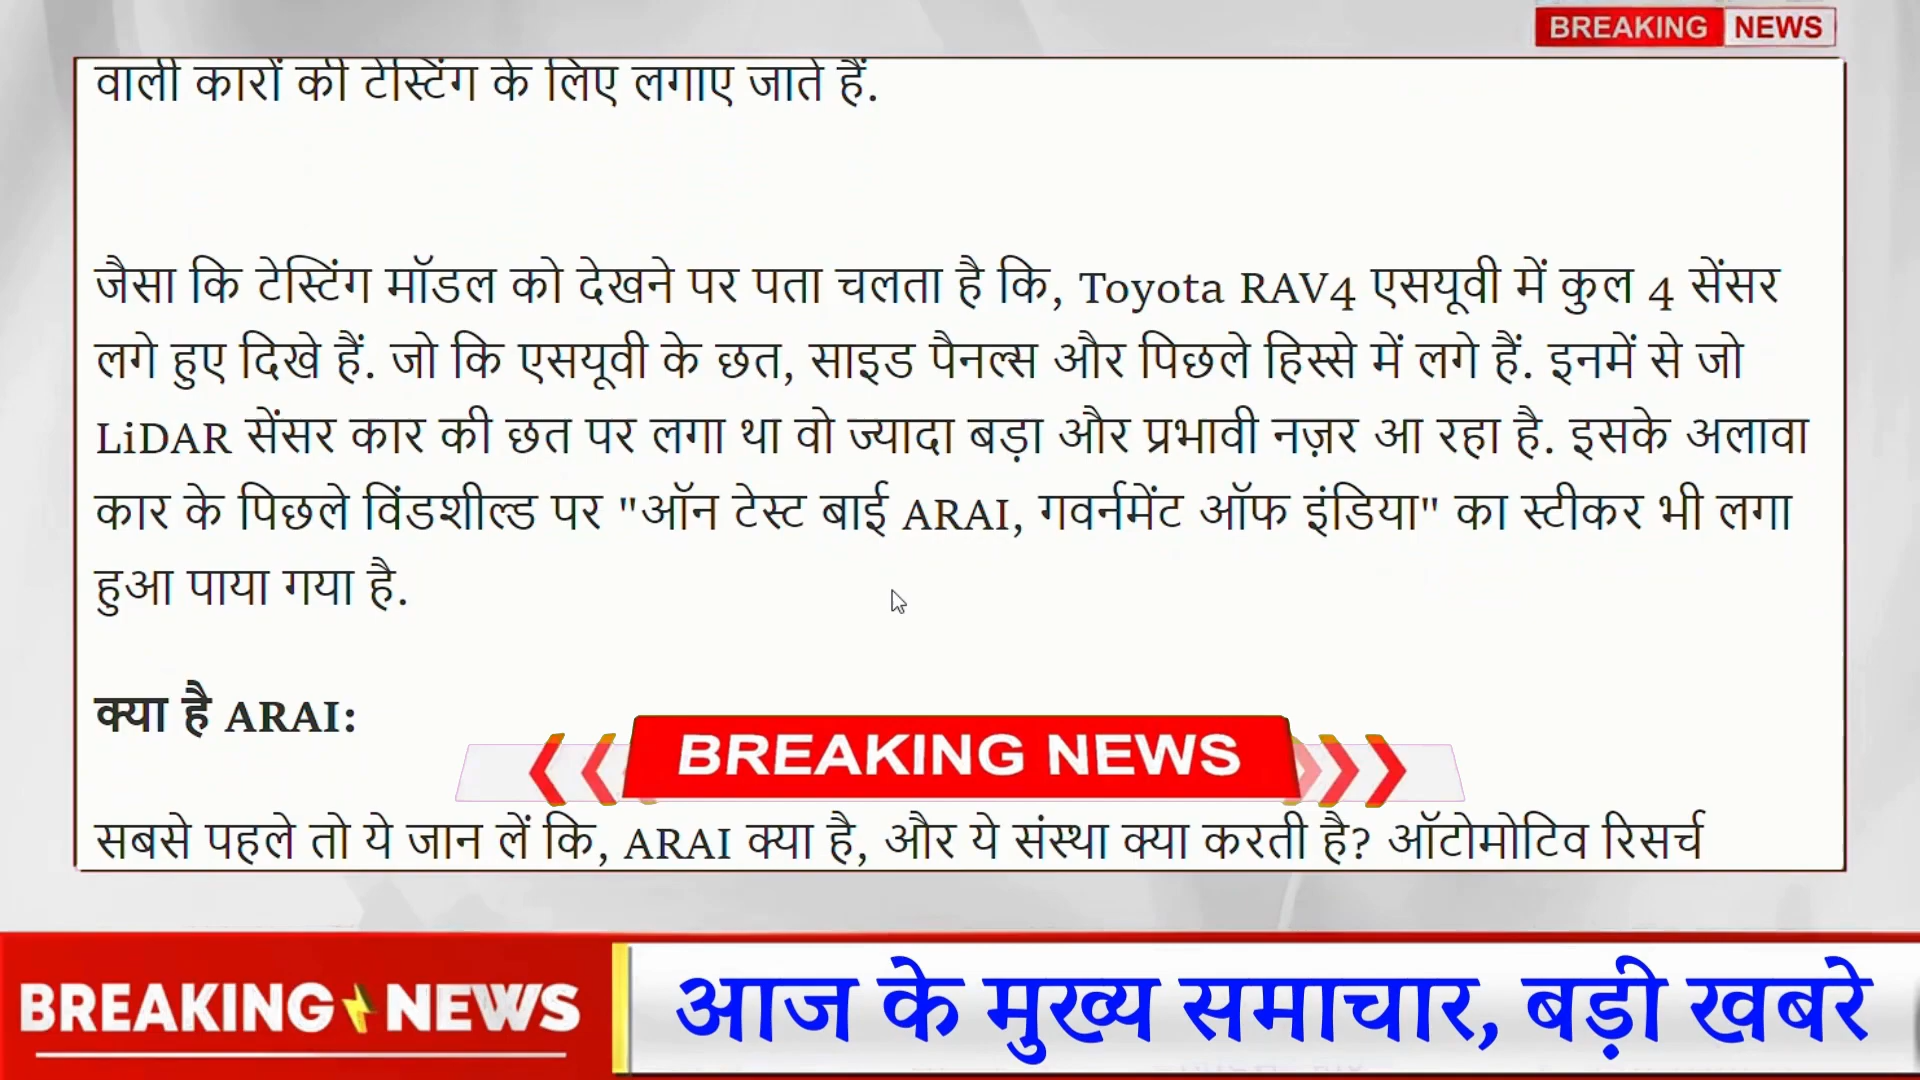 BREAKING NEWS
वाली कारों की टेस्टिंग के लिए लगाए जाते हैं.
जैसा कि टेस्टिंग मॉडल को देखने पर पता चलता है कि, Toyota RAV4 एसयूवी में कुल 4 सेंसर
लगे हुए दिखे हैं. जो कि एसयूवी के छत, साइड पैनल्स और पिछले हिस्से में लगे हैं. इनमें से जो
LiDAR सेंसर कार की छत पर लगा था वो ज्यादा बड़ा और प्रभावी नज़र आ रहा है. इसके अलावा
कार के पिछले विंडशील्ड पर "ऑन टेस्ट बाई ARAI, गवर्नमेंट ऑफ इंडिया" का स्टीकर भी लगा
हुआ पाया गया है.
क्या है ARAI:
BREAKING NEWS
सबसे पहले तो ये जान लें कि, ARAI क्या है, और ये संस्था क्या करती है? ऑटोमोटिव रिसर्च
BREAKING NEWS
आज के मुख्य समाचार, बड़ी खबरे